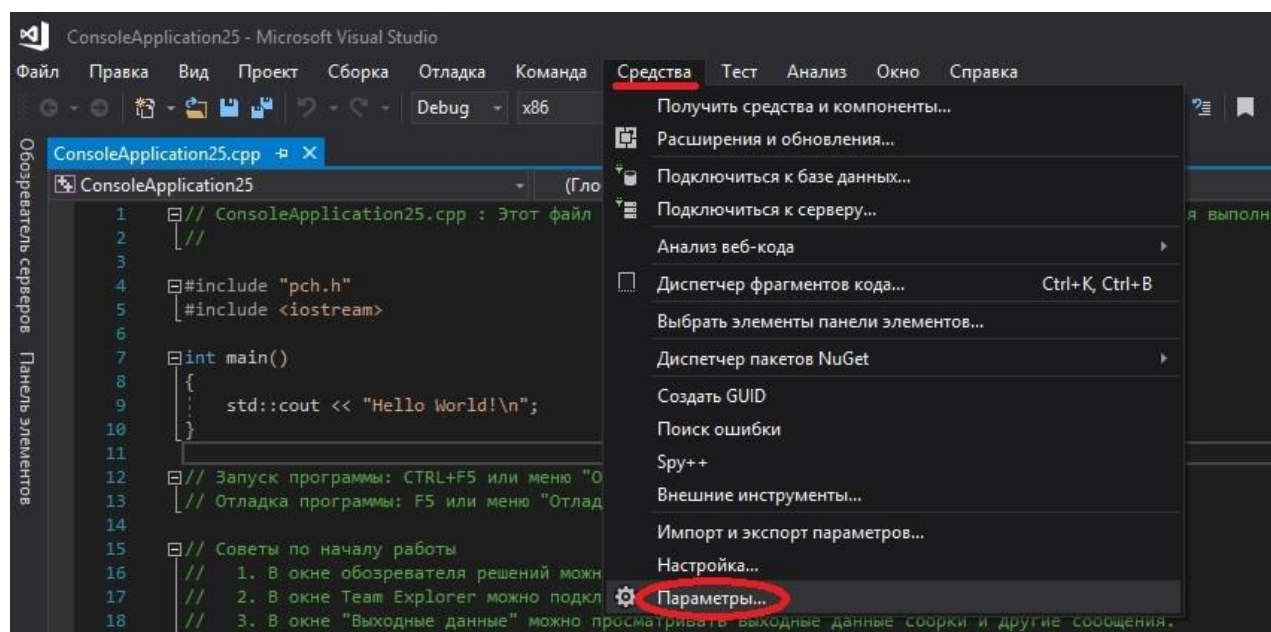 ConsoleApplication25 - Microsoft Visual Studio
Файл Правка Вид Проект Сборка Отладка Команда Средства Тест Анализ Окно Справка
Debug x86
Обозреватель серверов
Панель элементов
ConsoleApplication25.cpp
ConsoleApplication25 (Гло
1 // ConsoleApplication25.cpp : Этот файл я выполн
2 //
3
4 #include "pch.h"
5 #include <iostream>
6
7 int main()
8 {
9 std::cout << "Hello World!\n";
10 }
11
12 // Запуск программы: CTRL+F5 или меню "О
13 // Отладка программы: F5 или меню "Отлад
14
15 // Советы по началу работы
16 // 1. В окне обозревателя решений можн
17 // 2. В окне Team Explorer можно подкл
18 // 3. В окне "Выходные данные" можно просматривать выходные данные сборки и другие сообщения.
Получить средства и компоненты...
Расширения и обновления...
Подключиться к базе данных...
Подключиться к серверу...
Анализ веб-кода
Диспетчер фрагментов кода... Ctrl+K, Ctrl+B
Выбрать элементы панели элементов...
Диспетчер пакетов NuGet
Создать GUID
Поиск ошибки
Spy++
Внешние инструменты...
Импорт и экспорт параметров...
Настройка...
Параметры...